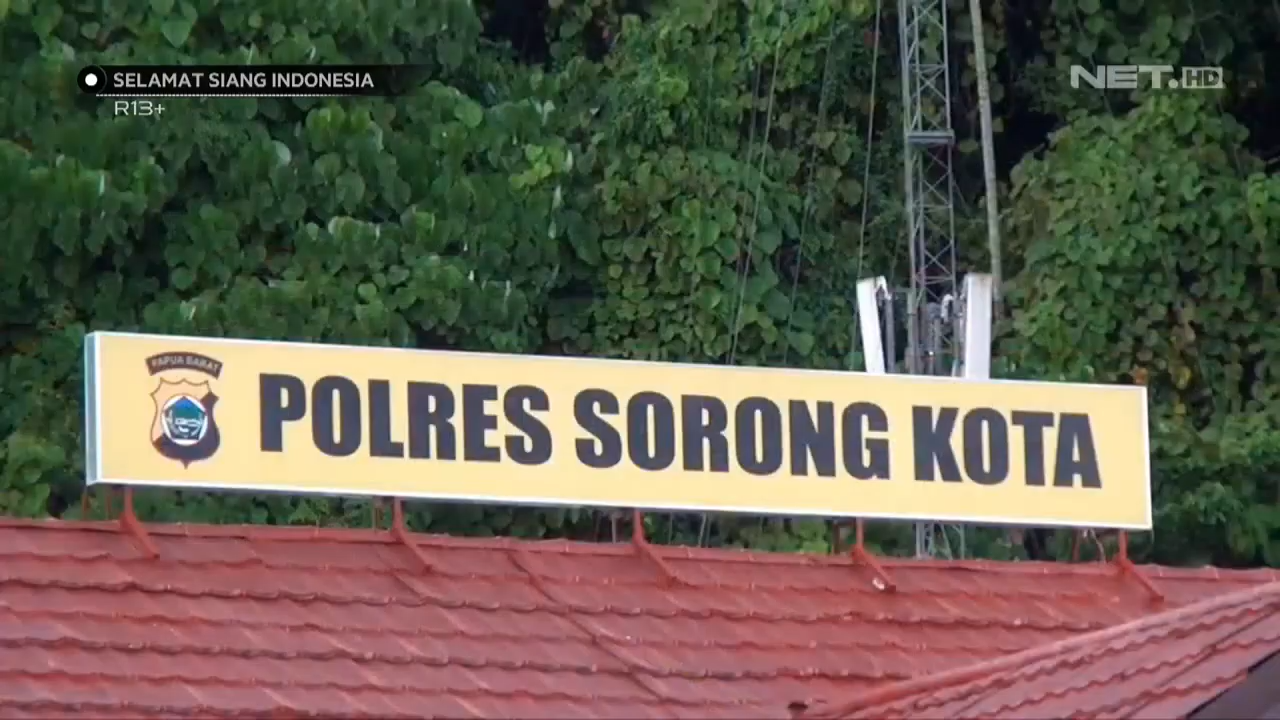 SELAMAT SIANG INDONESIA
R13+
NET.HD
PAPUA BARAT
POLRES SORONG KOTA